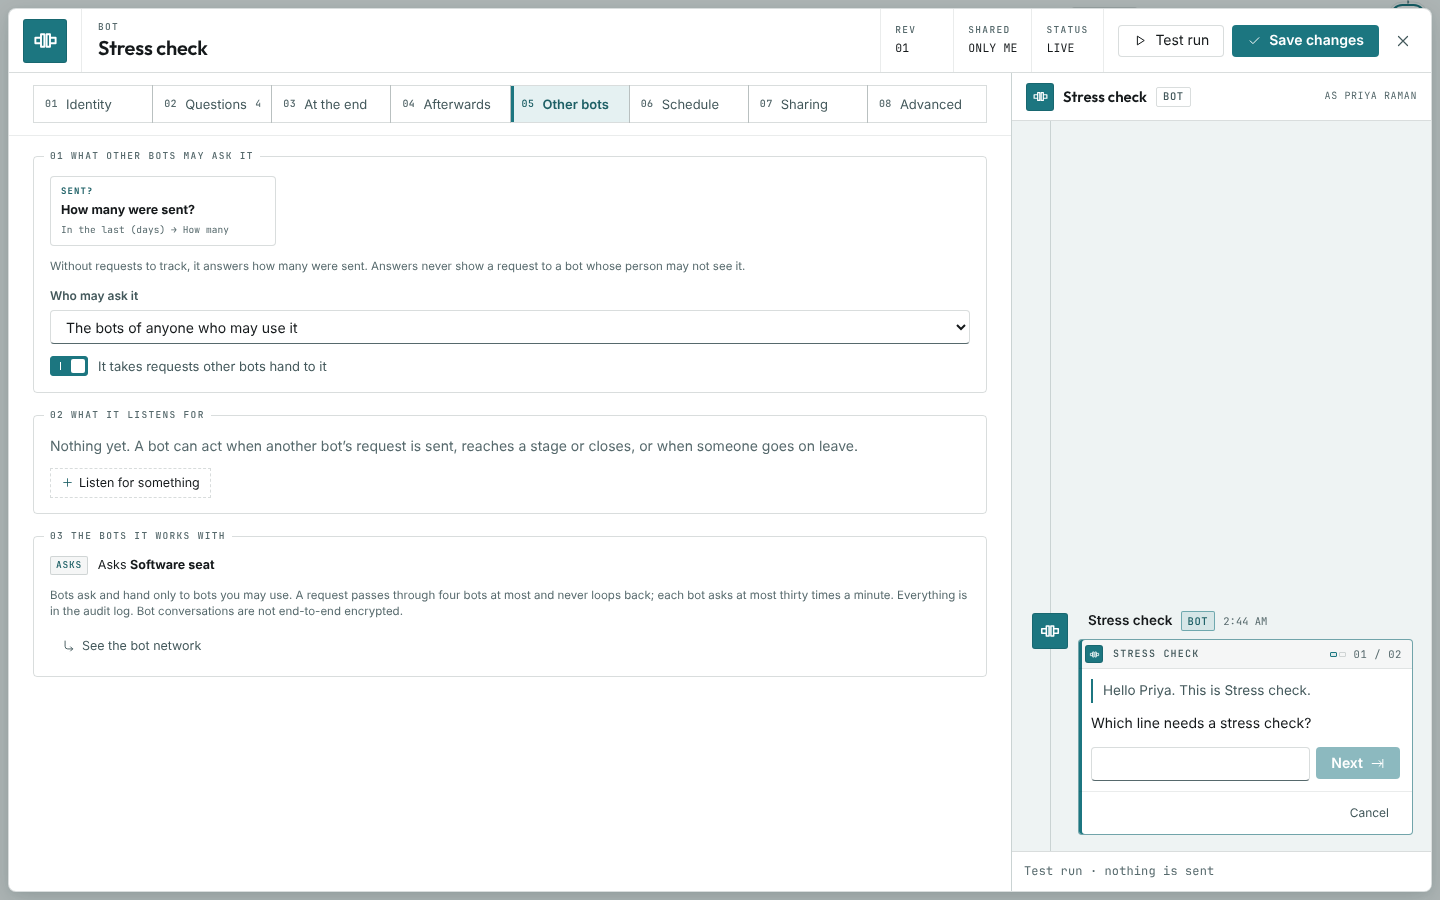 BOT
Stress check
REV
01
SHARED
ONLY ME
STATUS
LIVE
Test run
Save changes
01 Identity
02 Questions 4
03 At the end
04 Afterwards
05 Other bots
06 Schedule
07 Sharing
08 Advanced
01 WHAT OTHER BOTS MAY ASK IT
SENT?
How many were sent?
In the last (days) → How many
Without requests to track, it answers how many were sent. Answers never show a request to a bot whose person may not see it.
Who may ask it
The bots of anyone who may use it
It takes requests other bots hand to it
02 WHAT IT LISTENS FOR
Nothing yet. A bot can act when another bot's request is sent, reaches a stage or closes, or when someone goes on leave.
+ Listen for something
03 THE BOTS IT WORKS WITH
ASKS Asks Software seat
Bots ask and hand only to bots you may use. A request passes through four bots at most and never loops back; each bot asks at most thirty times a minute. Everything is
in the audit log. Bot conversations are not end-to-end encrypted.
See the bot network
Stress check BOT
AS PRIYA RAMAN
Stress check BOT 2:44 AM
STRESS CHECK 01 / 02
Hello Priya. This is Stress check.
Which line needs a stress check?
Next
Cancel
Test run · nothing is sent